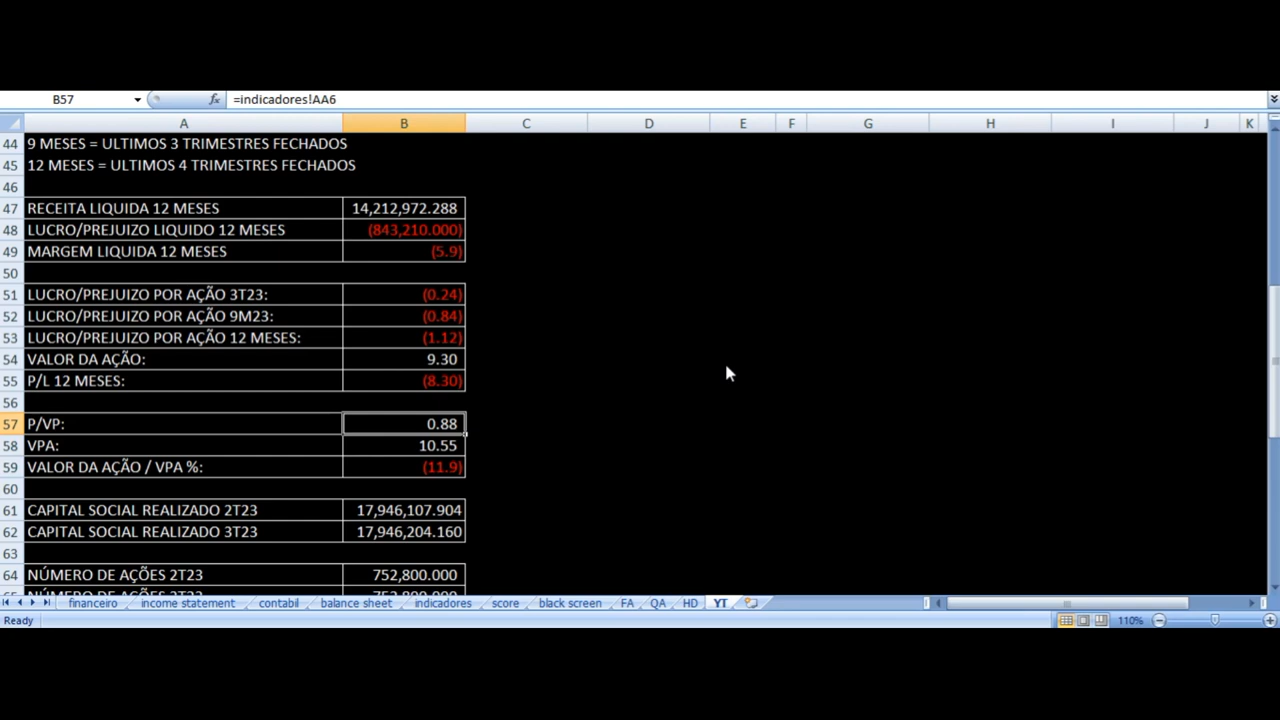 B57 fx =indicadores!AA6
A B C D E F G H I J K
44 9 MESES = ULTIMOS 3 TRIMESTRES FECHADOS
45 12 MESES = ULTIMOS 4 TRIMESTRES FECHADOS
46
47 RECEITA LIQUIDA 12 MESES 14,212,972.288
48 LUCRO/PREJUIZO LIQUIDO 12 MESES (843,210.000)
49 MARGEM LIQUIDA 12 MESES (5.9)
50
51 LUCRO/PREJUIZO POR AÇÃO 3T23: (0.24)
52 LUCRO/PREJUIZO POR AÇÃO 9M23: (0.84)
53 LUCRO/PREJUIZO POR AÇÃO 12 MESES: (1.12)
54 VALOR DA AÇÃO: 9.30
55 P/L 12 MESES: (8.30)
56
57 P/VP: 0.88
58 VPA: 10.55
59 VALOR DA AÇÃO / VPA %: (11.9)
60
61 CAPITAL SOCIAL REALIZADO 2T23 17,946,107.904
62 CAPITAL SOCIAL REALIZADO 3T23 17,946,204.160
63
64 NÚMERO DE AÇÕES 2T23 752,800.000
financeiro income statement contabil balance sheet indicadores score black screen FA QA HD YT
Ready 110%